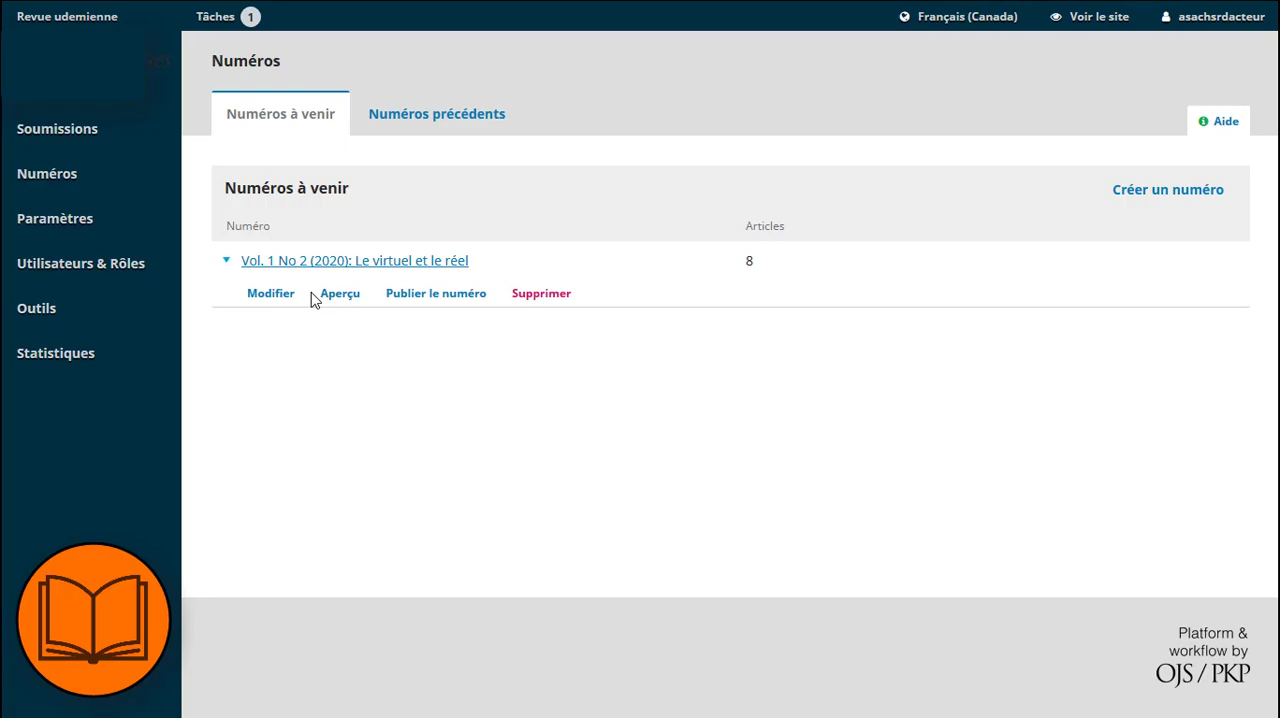 Revue udemienne
Tâches 1
Français (Canada)
Voir le site
asachsrdacteur
Numéros
Numéros à venir
Numéros précédents
Aide
Soumissions
Numéros
Paramètres
Utilisateurs & Rôles
Outils
Statistiques
Numéros à venir
Créer un numéro
Numéro
Articles
Vol. 1 No 2 (2020): Le virtuel et le réel
8
Modifier
Aperçu
Publier le numéro
Supprimer
Platform &
workflow by
OJS / PKP